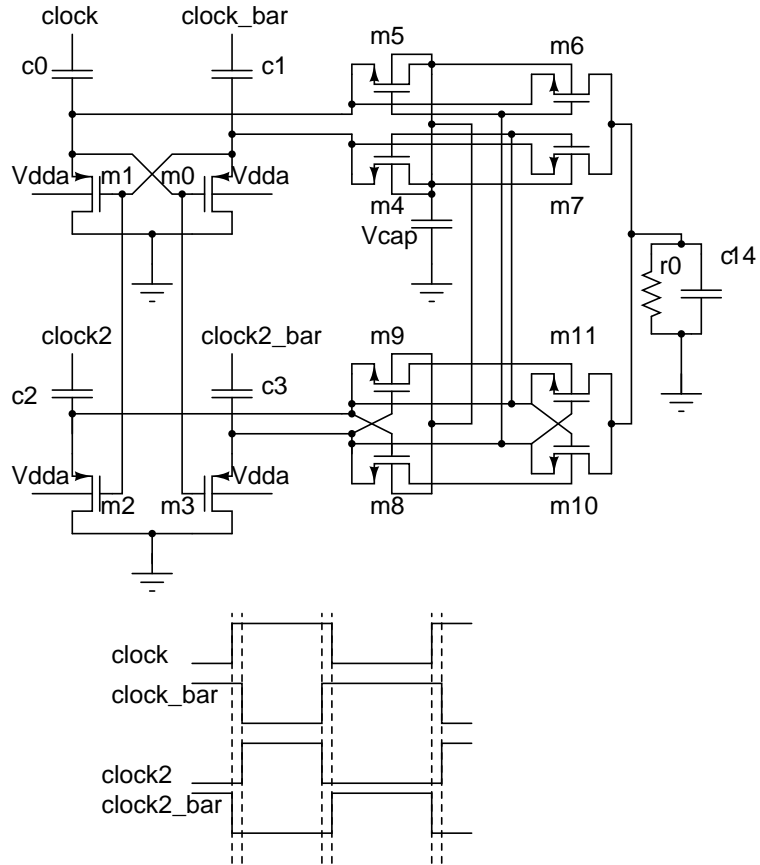 clock
clock_bar
c0
c1
m5
m6
Vdda
m1
m0
Vdda
m4
m7
Vcap
r0
c14
clock2
clock2_bar
m9
m11
c2
c3
Vdda
m2
m3
Vdda
m8
m10
clock
clock_bar
clock2
clock2_bar